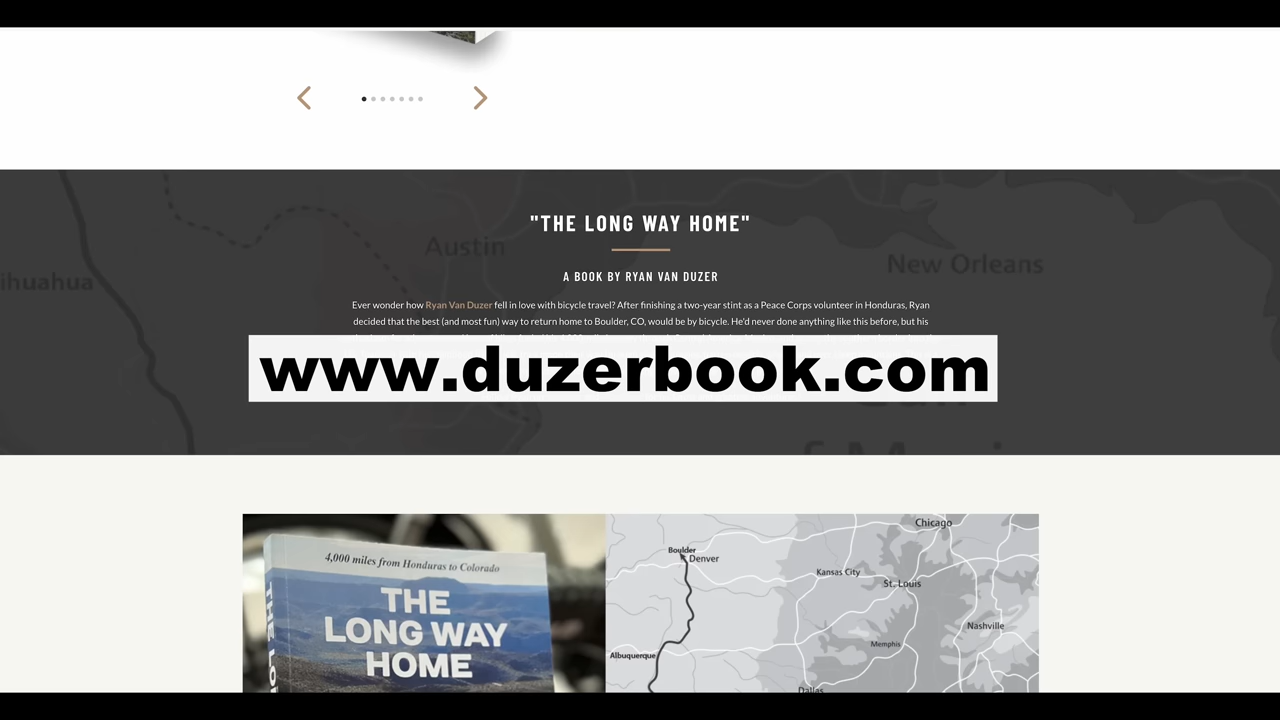 "THE LONG WAY HOME"
Austin
New Orleans
ihuahua
A BOOK BY RYAN VAN DUZER
Ever wonder how Ryan Van Duzer fell in love with bicycle travel? After finishing a two-year stint as a Peace Corps volunteer in Honduras, Ryan
decided that the best (and most fun) way to return home to Boulder, CO, would be by bicycle. He'd never done anything like this before, but his
www.duzerbook.com
4,000 miles from Honduras to Colorado
THE
LONG WAY
HOME
Chicago
Boulder
Denver
Kansas City
St. Louis
Nashville
Memphis
Albuquerque
Dallas